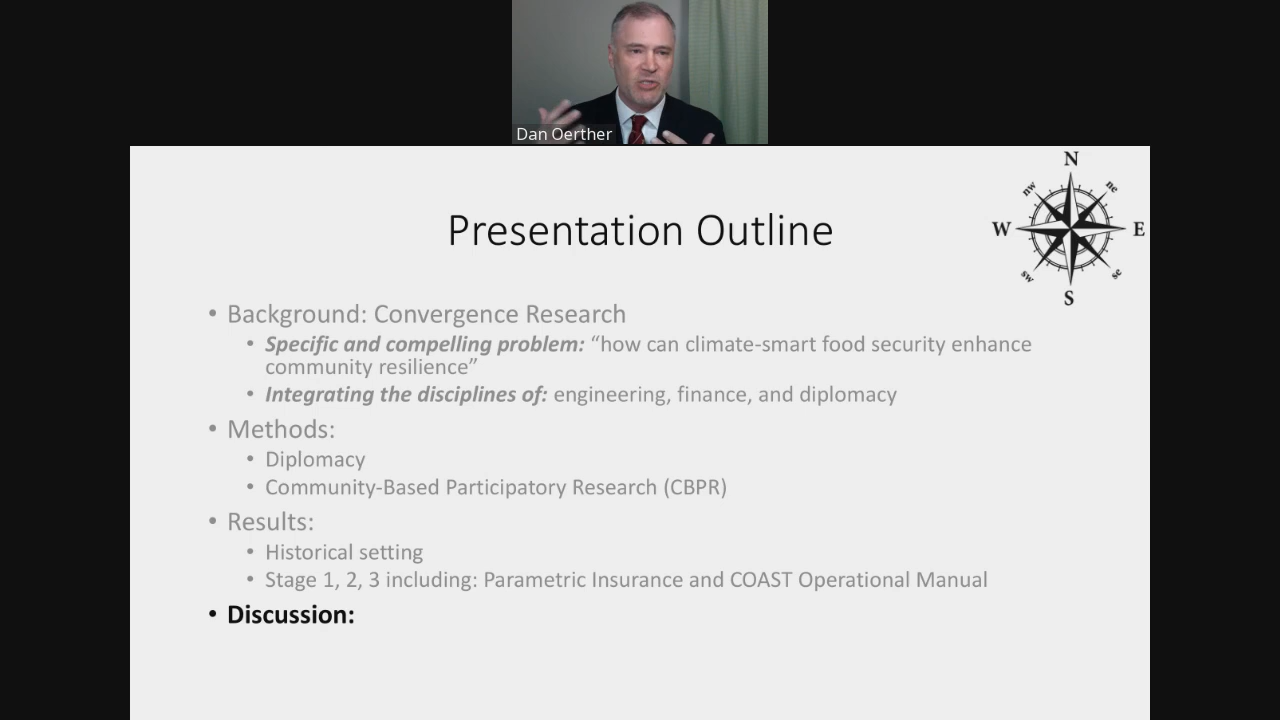 Dan Oerther
N
nw
ne
Presentation Outline
W
E
sw
se
S
• Background: Convergence Research
• Specific and compelling problem: “how can climate-smart food security enhance
community resilience”
• Integrating the disciplines of: engineering, finance, and diplomacy
• Methods:
• Diplomacy
• Community-Based Participatory Research (CBPR)
• Results:
• Historical setting
• Stage 1, 2, 3 including: Parametric Insurance and COAST Operational Manual
• Discussion: